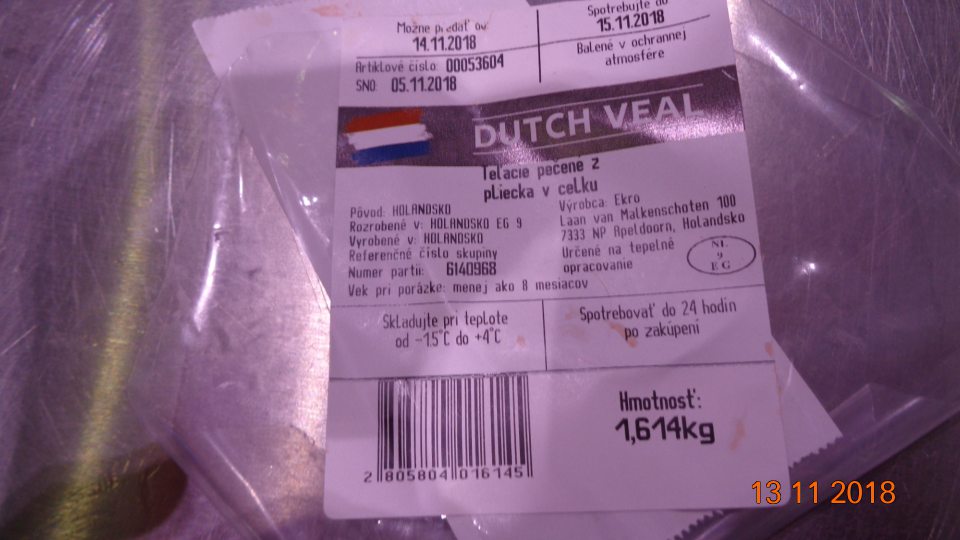 Možne predať do
14.11.2018
Artiklové číslo: 00053604
SNO: 05.11.2018
Spotrebujte do
15.11.2018
Balené v ochrannej
atmosfére
DUTCH VEAL
Teľacie pečené z
pliecka v celku
Pôvod: HOLANDSKO
Rozrobené v: HOLANDSKO EG 9
Vyrobené v: HOLANDSKO
Referenčné číslo skupiny
Numer partii: 6140968
Vek pri porážke: menej ako 8 mesiacov
Výrobca: Ekro
Laan van Malkenschoten 100
7333 NP Apeldoorn, Holandsko
Určené na tepelné
opracovanie
NL
9
EG
Skladujte pri teplote
od -1.5°C do +4°C
Spotrebovať do 24 hodín
po zakúpení
2 805804 016145
Hmotnosť:
1,614kg
13 11 2018